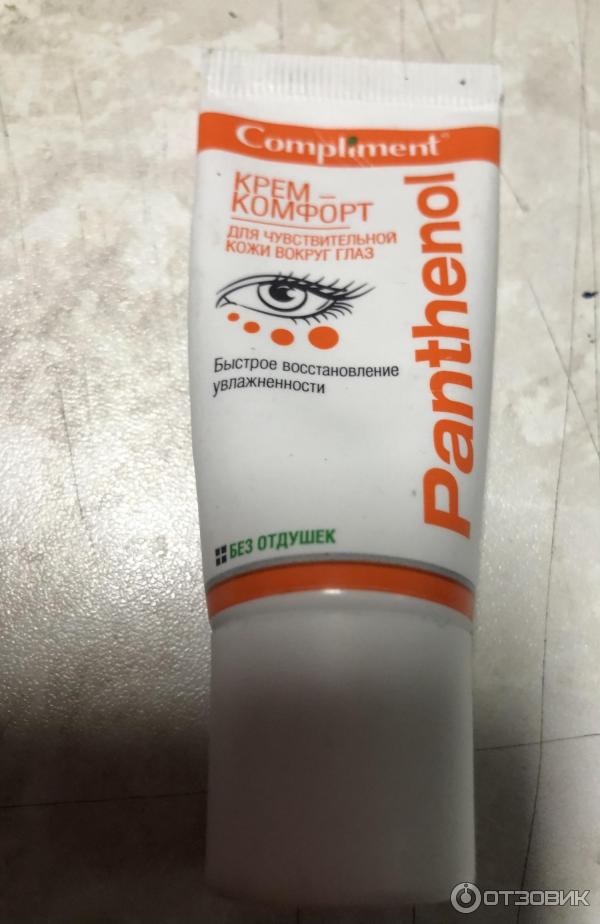 Compliment®
КРЕМ –
КОМФОРТ
ДЛЯ ЧУВСТВИТЕЛЬНОЙ
КОЖИ ВОКРУГ ГЛАЗ
Panthenol
Быстрое восстановление
увлажненности
БЕЗ ОТДУШЕК
ОТЗОВИК